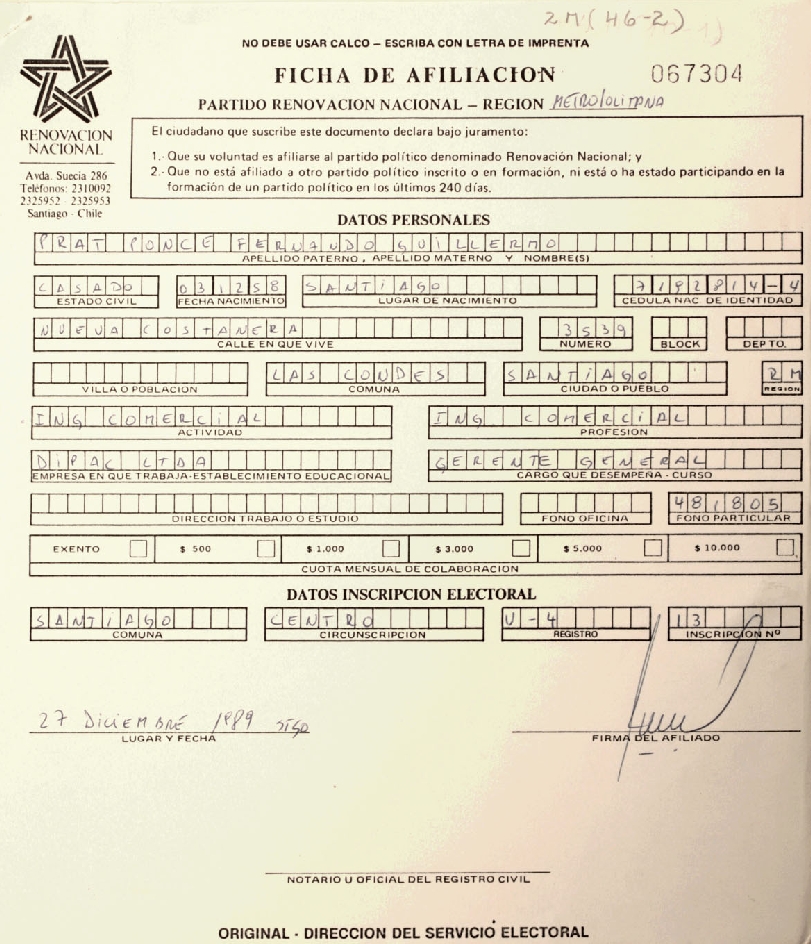 2M (46-2)
NO DEBE USAR CALCO – ESCRIBA CON LETRA DE IMPRENTA
FICHA DE AFILIACION 067304
PARTIDO RENOVACION NACIONAL – REGION METROPOLITANA
RENOVACION
NACIONAL
Avda. Suecia 286
Teléfonos: 2310092
2325952 - 2325953
Santiago - Chile
El ciudadano que suscribe este documento declara bajo juramento:
1.- Que su voluntad es afiliarse al partido político denominado Renovación Nacional; y
2.- Que no está afiliado a otro partido político inscrito o en formación, ni está o ha estado participando en la
formación de un partido político en los últimos 240 días.
DATOS PERSONALES
PRAT PONCE FERNANDO GUILLERMO
APELLIDO PATERNO, APELLIDO MATERNO Y NOMBRE(S)
CASADO 031258 SANTIAGO 7192814-4
ESTADO CIVIL FECHA NACIMIENTO LUGAR DE NACIMIENTO CEDULA NAC DE IDENTIDAD
NUEVA COSTANERA 3539
CALLE EN QUE VIVE NUMERO BLOCK DEPTO.
LAS CONDES SANTIAGO RM
VILLA O POBLACION COMUNA CIUDAD O PUEBLO REGION
ING COMERCIAL ING COMERCIAL
ACTIVIDAD PROFESION
DIPAC LTDA GERENTE GENERAL
EMPRESA EN QUE TRABAJA-ESTABLECIMIENTO EDUCACIONAL CARGO QUE DESEMPEÑA - CURSO
481805
DIRECCION TRABAJO O ESTUDIO FONO OFICINA FONO PARTICULAR
EXENTO $ 500 $ 1.000 $ 3.000 $ 5.000 $ 10.000
CUOTA MENSUAL DE COLABORACION
DATOS INSCRIPCION ELECTORAL
SANTIAGO CENTRO U-4 13
COMUNA CIRCUNSCRIPCION REGISTRO INSCRIPCION Nº
27 DICIEMBRE 1989 STGO
LUGAR Y FECHA FIRMA DEL AFILIADO
NOTARIO U OFICIAL DEL REGISTRO CIVIL
ORIGINAL - DIRECCION DEL SERVICIO ELECTORAL